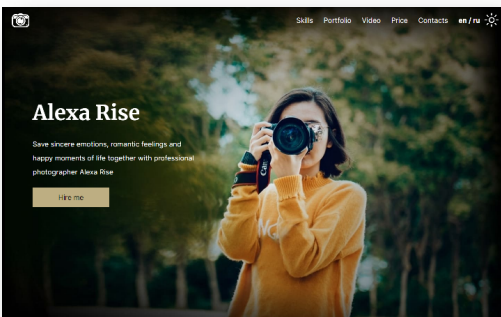 Skills Portfolio Video Price Contacts en / ru
Alexa Rise
Save sincere emotions, romantic feelings and
happy moments of life together with professional
photographer Alexa Rise
Hire me
Can